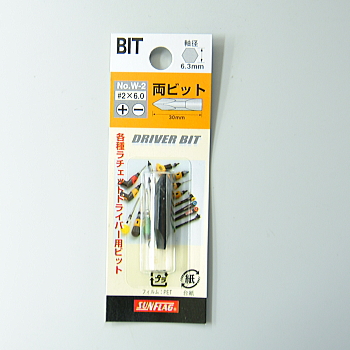 BIT
軸径
6.3mm
No.W-2
#2×6.0
両ビット
30mm
DRIVER BIT
各種ラチェットドライバー用ビット
プラ
紙
フィルム:PET
台紙
SUNFLAG®